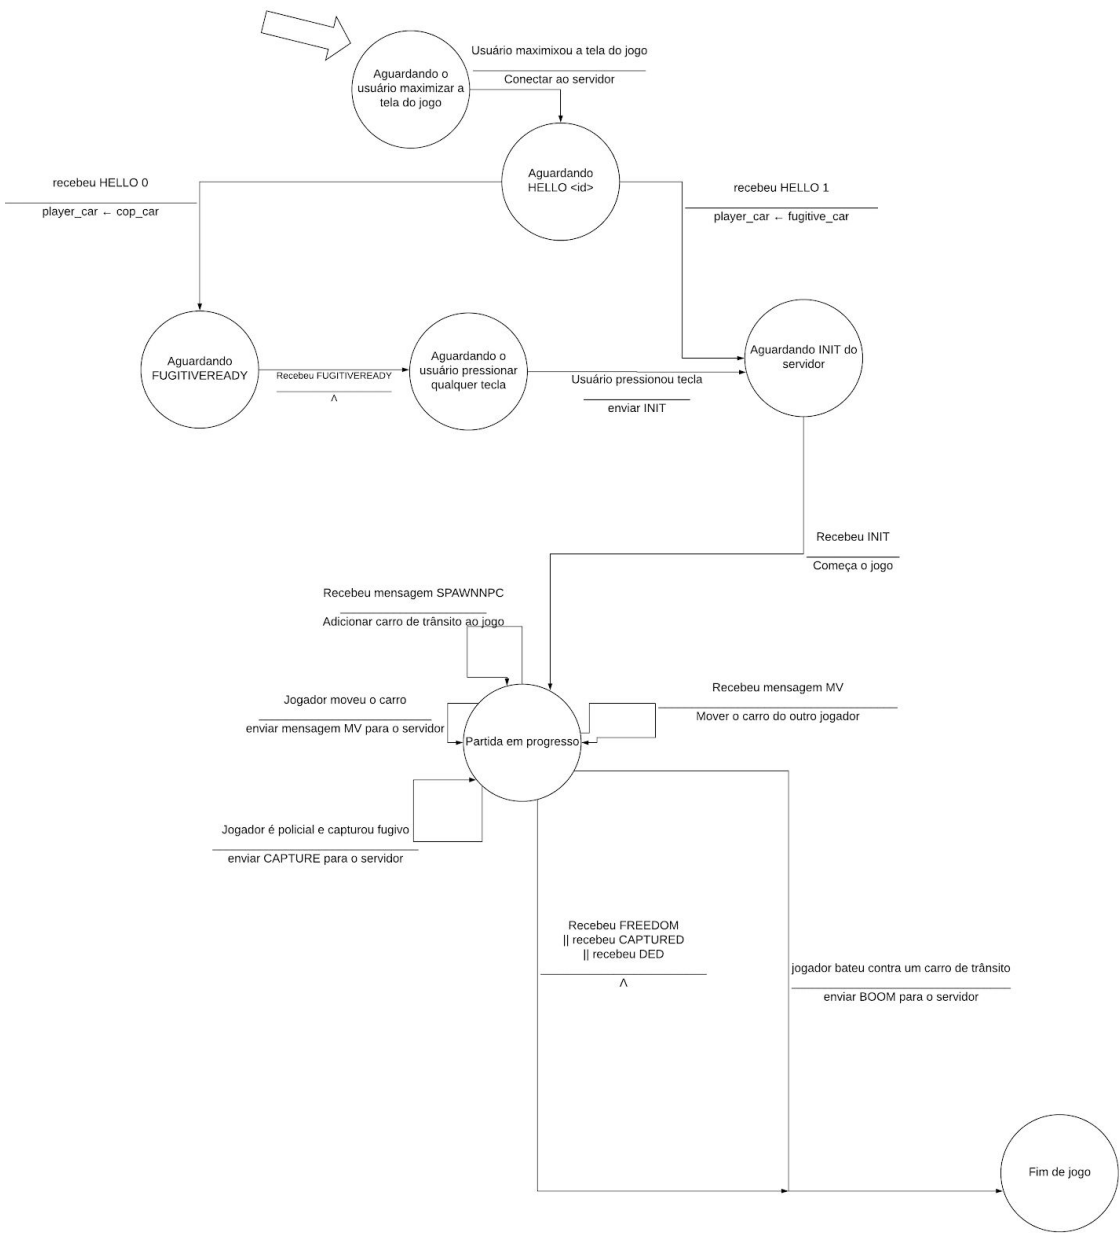 Usuário maximixou a tela do jogo
Conectar ao servidor
Aguardando o
usuário maximizar a
tela do jogo
Aguardando
HELLO <id>
recebeu HELLO 0
player_car ← cop_car
recebeu HELLO 1
player_car ← fugitive_car
Aguardando
FUGITIVEREADY
Recebeu FUGITIVEREADY
Λ
Aguardando o
usuário pressionar
qualquer tecla
Usuário pressionou tecla
enviar INIT
Aguardando INIT do
servidor
Recebeu INIT
Começa o jogo
Recebeu mensagem SPAWNNPC
Adicionar carro de trânsito ao jogo
Jogador moveu o carro
enviar mensagem MV para o servidor
Recebeu mensagem MV
Mover o carro do outro jogador
Partida em progresso
Jogador é policial e capturou fugivo
enviar CAPTURE para o servidor
Recebeu FREEDOM
|| recebeu CAPTURED
|| recebeu DED
Λ
jogador bateu contra um carro de trânsito
enviar BOOM para o servidor
Fim de jogo